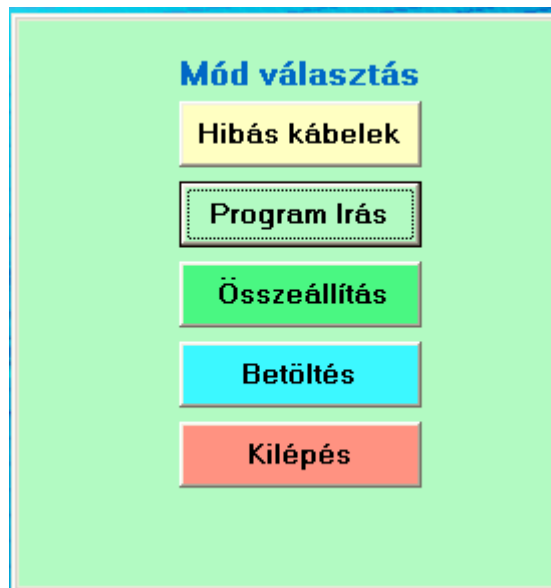 Mód választás
Hibás kábelek
Program Irás
Összeállítás
Betöltés
Kilépés